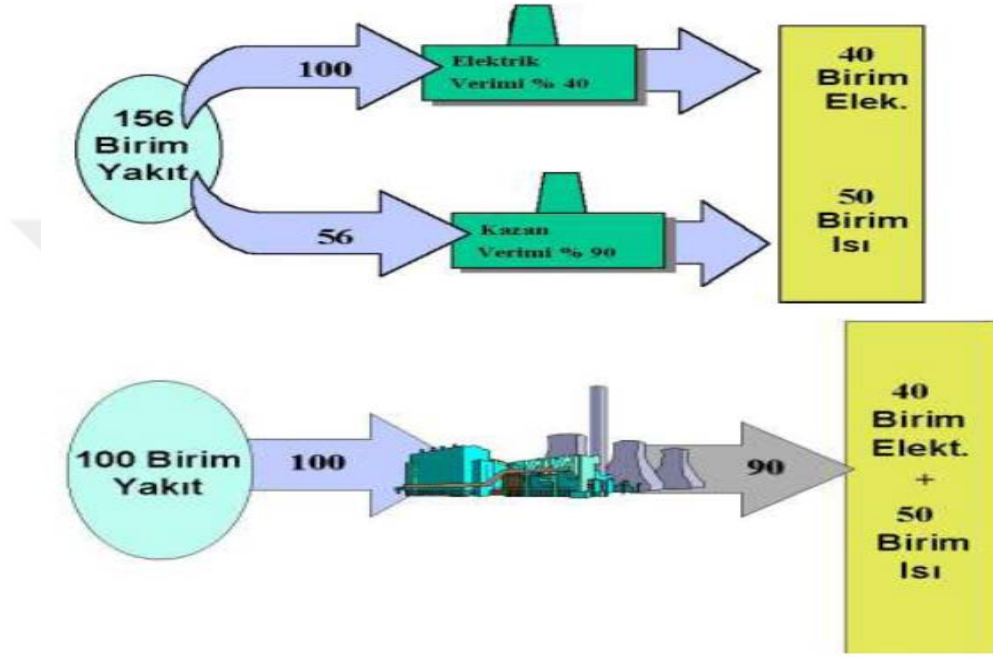 156
Birim
Yakıt
100
Elektrik
Verimi % 40
40
Birim
Elek.
56
Kazan
Verimi % 90
50
Birim
Isı
100 Birim
Yakıt
100
90
40
Birim
Elekt.
+
50
Birim
Isı